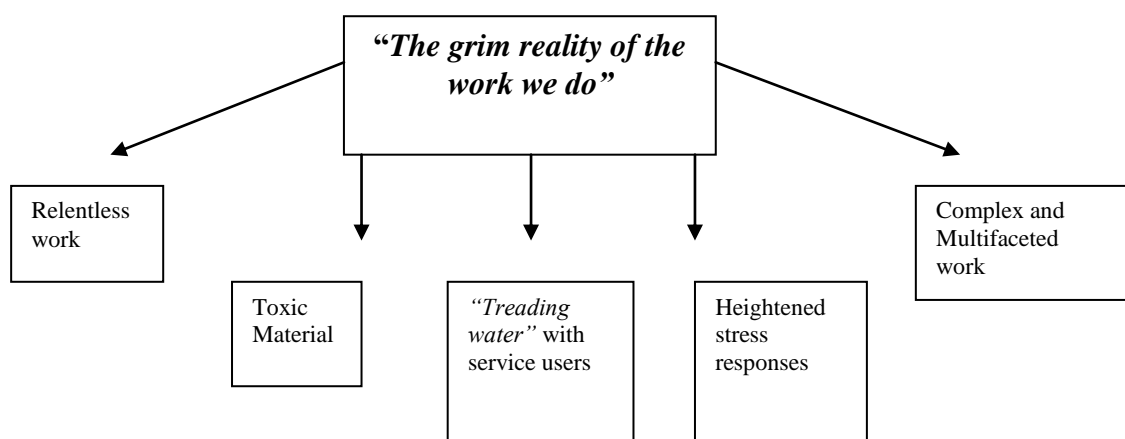 “The grim reality of the
work we do”
Relentless
work
Complex and
Multifaceted
work
Toxic
Material
“Treading
water” with
service users
Heightened
stress
responses